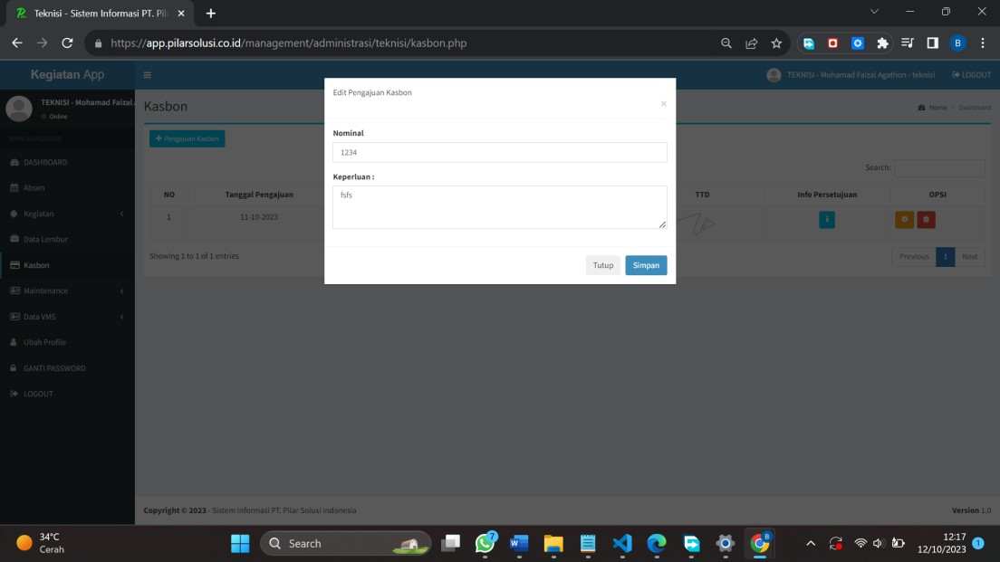 Teknisi - Sistem Informasi PT. Pil
https://app.pilarsolusi.co.id/management/administrasi/teknisi/kasbon.php
B
Kegiatan App
TEKNISI - Mohamad Faizal Agathon - teknisi
LOGOUT
TEKNISI - Mohamad Faizal
Online
MAIN NAVIGATION
DASHBOARD
Absen
Kegiatan
Data Lembur
Kasbon
Maintenance
Data VMS
Ubah Profile
GANTI PASSWORD
LOGOUT
Kasbon
Home - Dashboard
+ Pengajuan Kasbon
Search:
NO Tanggal Pengajuan TTD Info Persetujuan OPSI
1 11-10-2023
Showing 1 to 1 of 1 entries
Previous 1 Next
Edit Pengajuan Kasbon
×
Nominal
1234
Keperluan :
fsfs
Tutup Simpan
Copyright © 2023 - Sistem Informasi PT. Pilar Solusi Indonesia
Version 1.0
34°C
Cerah
Search
7
B
12:17
12/10/2023
1